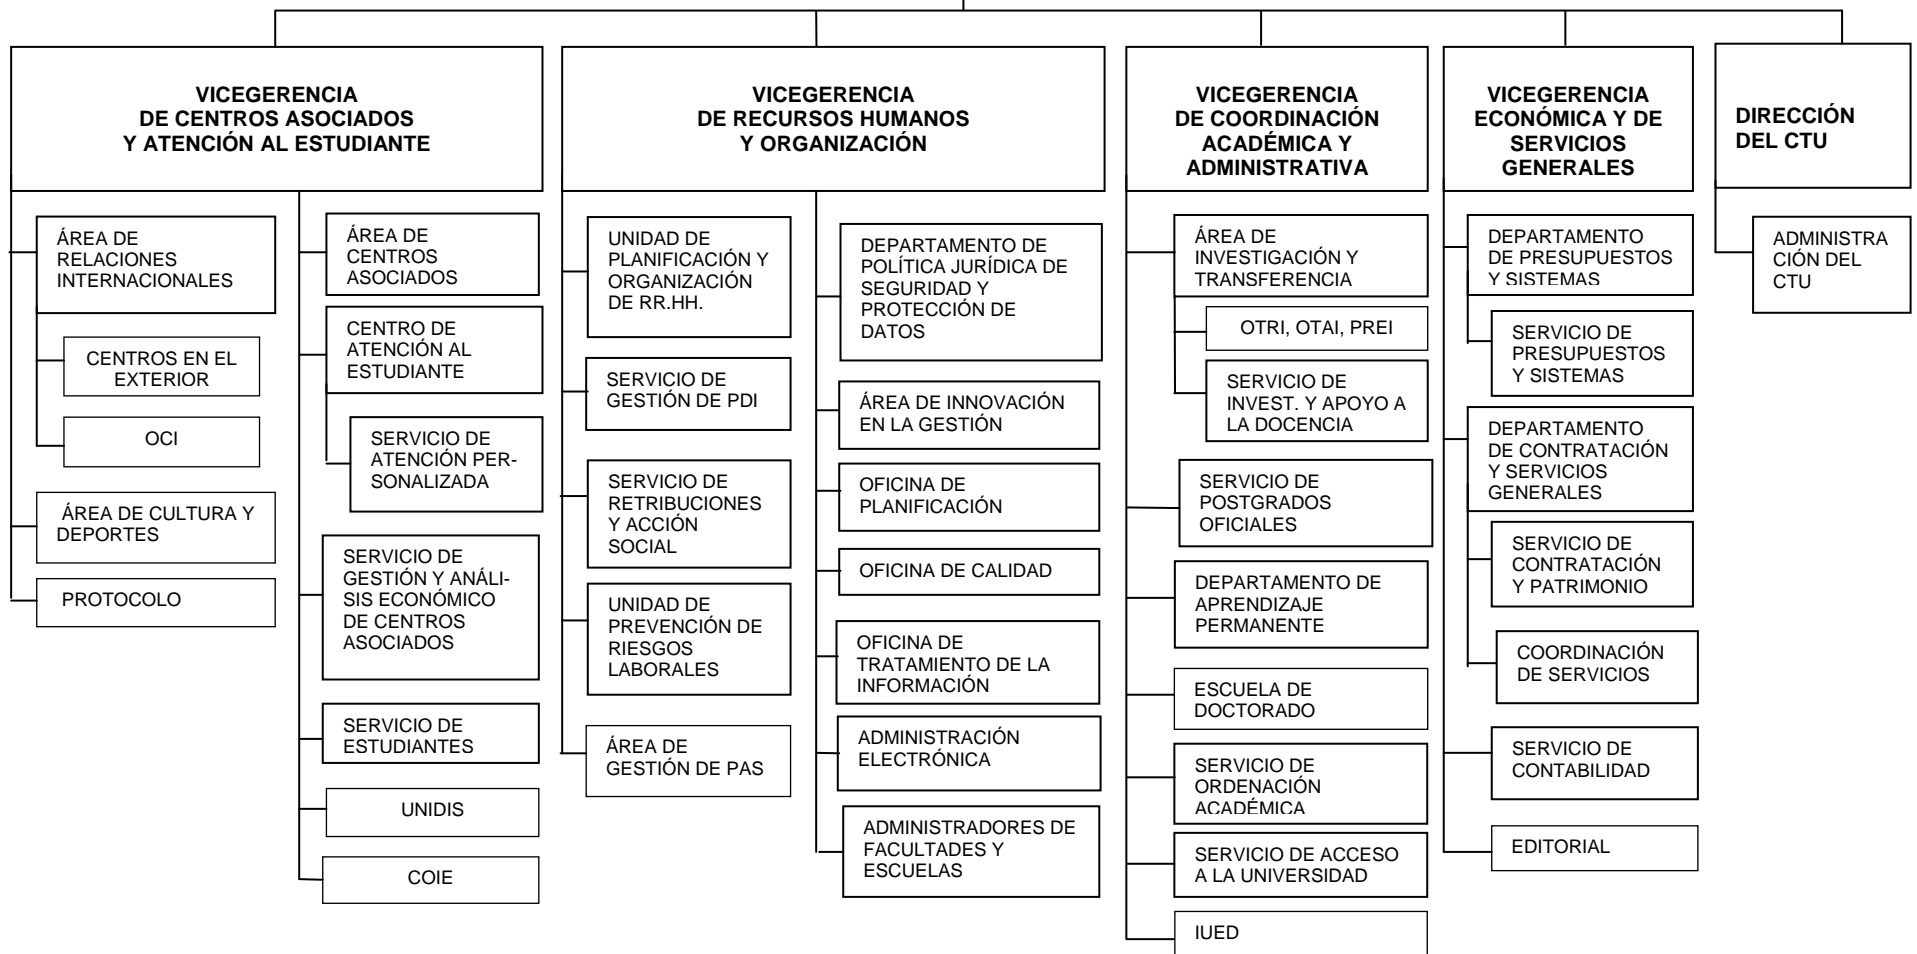 VICEGERENCIA
DE CENTROS ASOCIADOS
Y ATENCIÓN AL ESTUDIANTE
ÁREA DE
RELACIONES
INTERNACIONALES
CENTROS EN EL
EXTERIOR
OCI
ÁREA DE CULTURA Y
DEPORTES
PROTOCOLO
ÁREA DE
CENTROS
ASOCIADOS
CENTRO DE
ATENCIÓN AL
ESTUDIANTE
SERVICIO DE
ATENCIÓN PER-
SONALIZADA
SERVICIO DE
GESTIÓN Y ANÁLI-
SIS ECONÓMICO
DE CENTROS
ASOCIADOS
SERVICIO DE
ESTUDIANTES
UNIDIS
COIE
VICEGERENCIA
DE RECURSOS HUMANOS
Y ORGANIZACIÓN
UNIDAD DE
PLANIFICACIÓN Y
ORGANIZACIÓN
DE RR.HH.
SERVICIO DE
GESTIÓN DE PDI
SERVICIO DE
RETRIBUCIONES
Y ACCIÓN
SOCIAL
UNIDAD DE
PREVENCIÓN DE
RIESGOS
LABORALES
ÁREA DE
GESTIÓN DE PAS
DEPARTAMENTO DE
POLÍTICA JURÍDICA DE
SEGURIDAD Y
PROTECCIÓN DE
DATOS
ÁREA DE INNOVACIÓN
EN LA GESTIÓN
OFICINA DE
PLANIFICACIÓN
OFICINA DE CALIDAD
OFICINA DE
TRATAMIENTO DE LA
INFORMACIÓN
ADMINISTRACIÓN
ELECTRÓNICA
ADMINISTRADORES DE
FACULTADES Y
ESCUELAS
VICEGERENCIA
DE COORDINACIÓN
ACADÉMICA Y
ADMINISTRATIVA
ÁREA DE
INVESTIGACIÓN Y
TRANSFERENCIA
OTRI, OTAI, PREI
SERVICIO DE
INVEST. Y APOYO A
LA DOCENCIA
SERVICIO DE
POSTGRADOS
OFICIALES
DEPARTAMENTO DE
APRENDIZAJE
PERMANENTE
ESCUELA DE
DOCTORADO
SERVICIO DE
ORDENACIÓN
ACADÉMICA
SERVICIO DE ACCESO
A LA UNIVERSIDAD
IUED
VICEGERENCIA
ECONÓMICA Y DE
SERVICIOS
GENERALES
DEPARTAMENTO
DE PRESUPUESTOS
Y SISTEMAS
SERVICIO DE
PRESUPUESTOS
Y SISTEMAS
DEPARTAMENTO
DE CONTRATACIÓN
Y SERVICIOS
GENERALES
SERVICIO DE
CONTRATACIÓN
Y PATRIMONIO
COORDINACIÓN
DE SERVICIOS
SERVICIO DE
CONTABILIDAD
EDITORIAL
DIRECCIÓN
DEL CTU
ADMINISTRA
CIÓN DEL
CTU